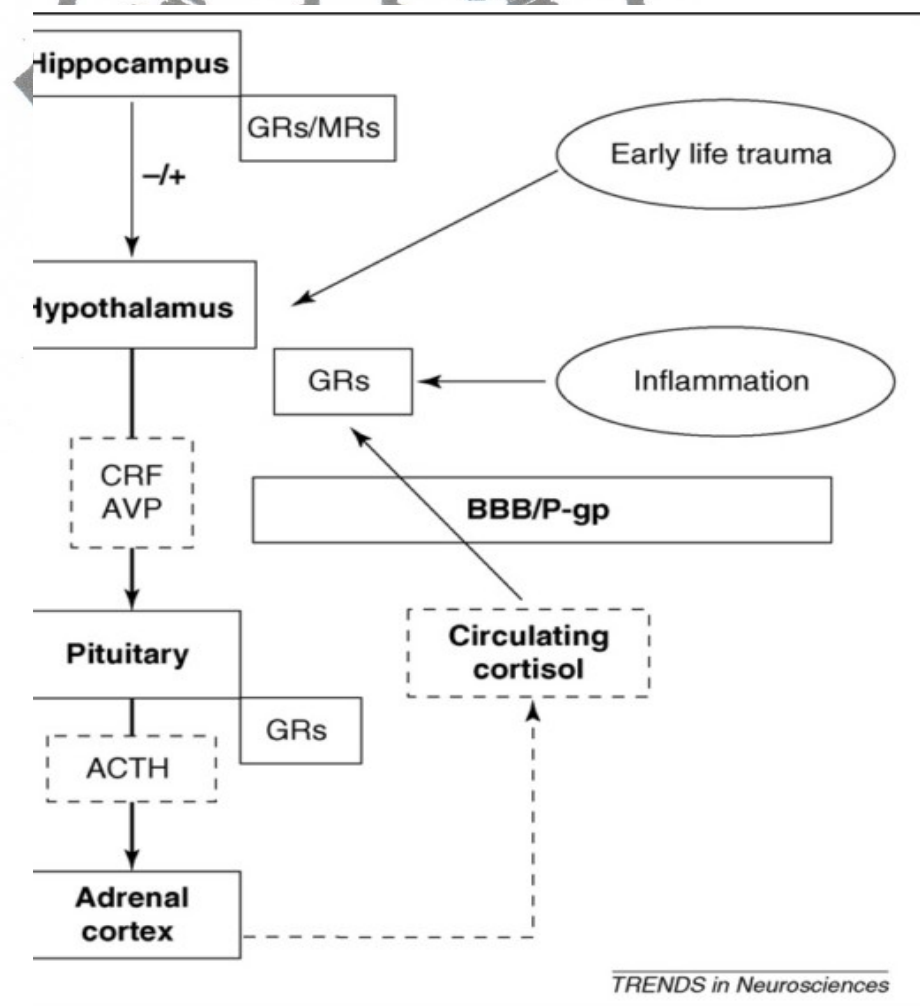 Hippocampus
GRs/MRs
–/+
Early life trauma
Hypothalamus
GRs
Inflammation
CRF
AVP
BBB/P-gp
Pituitary
Circulating
cortisol
GRs
ACTH
Adrenal
cortex
TRENDS in Neurosciences